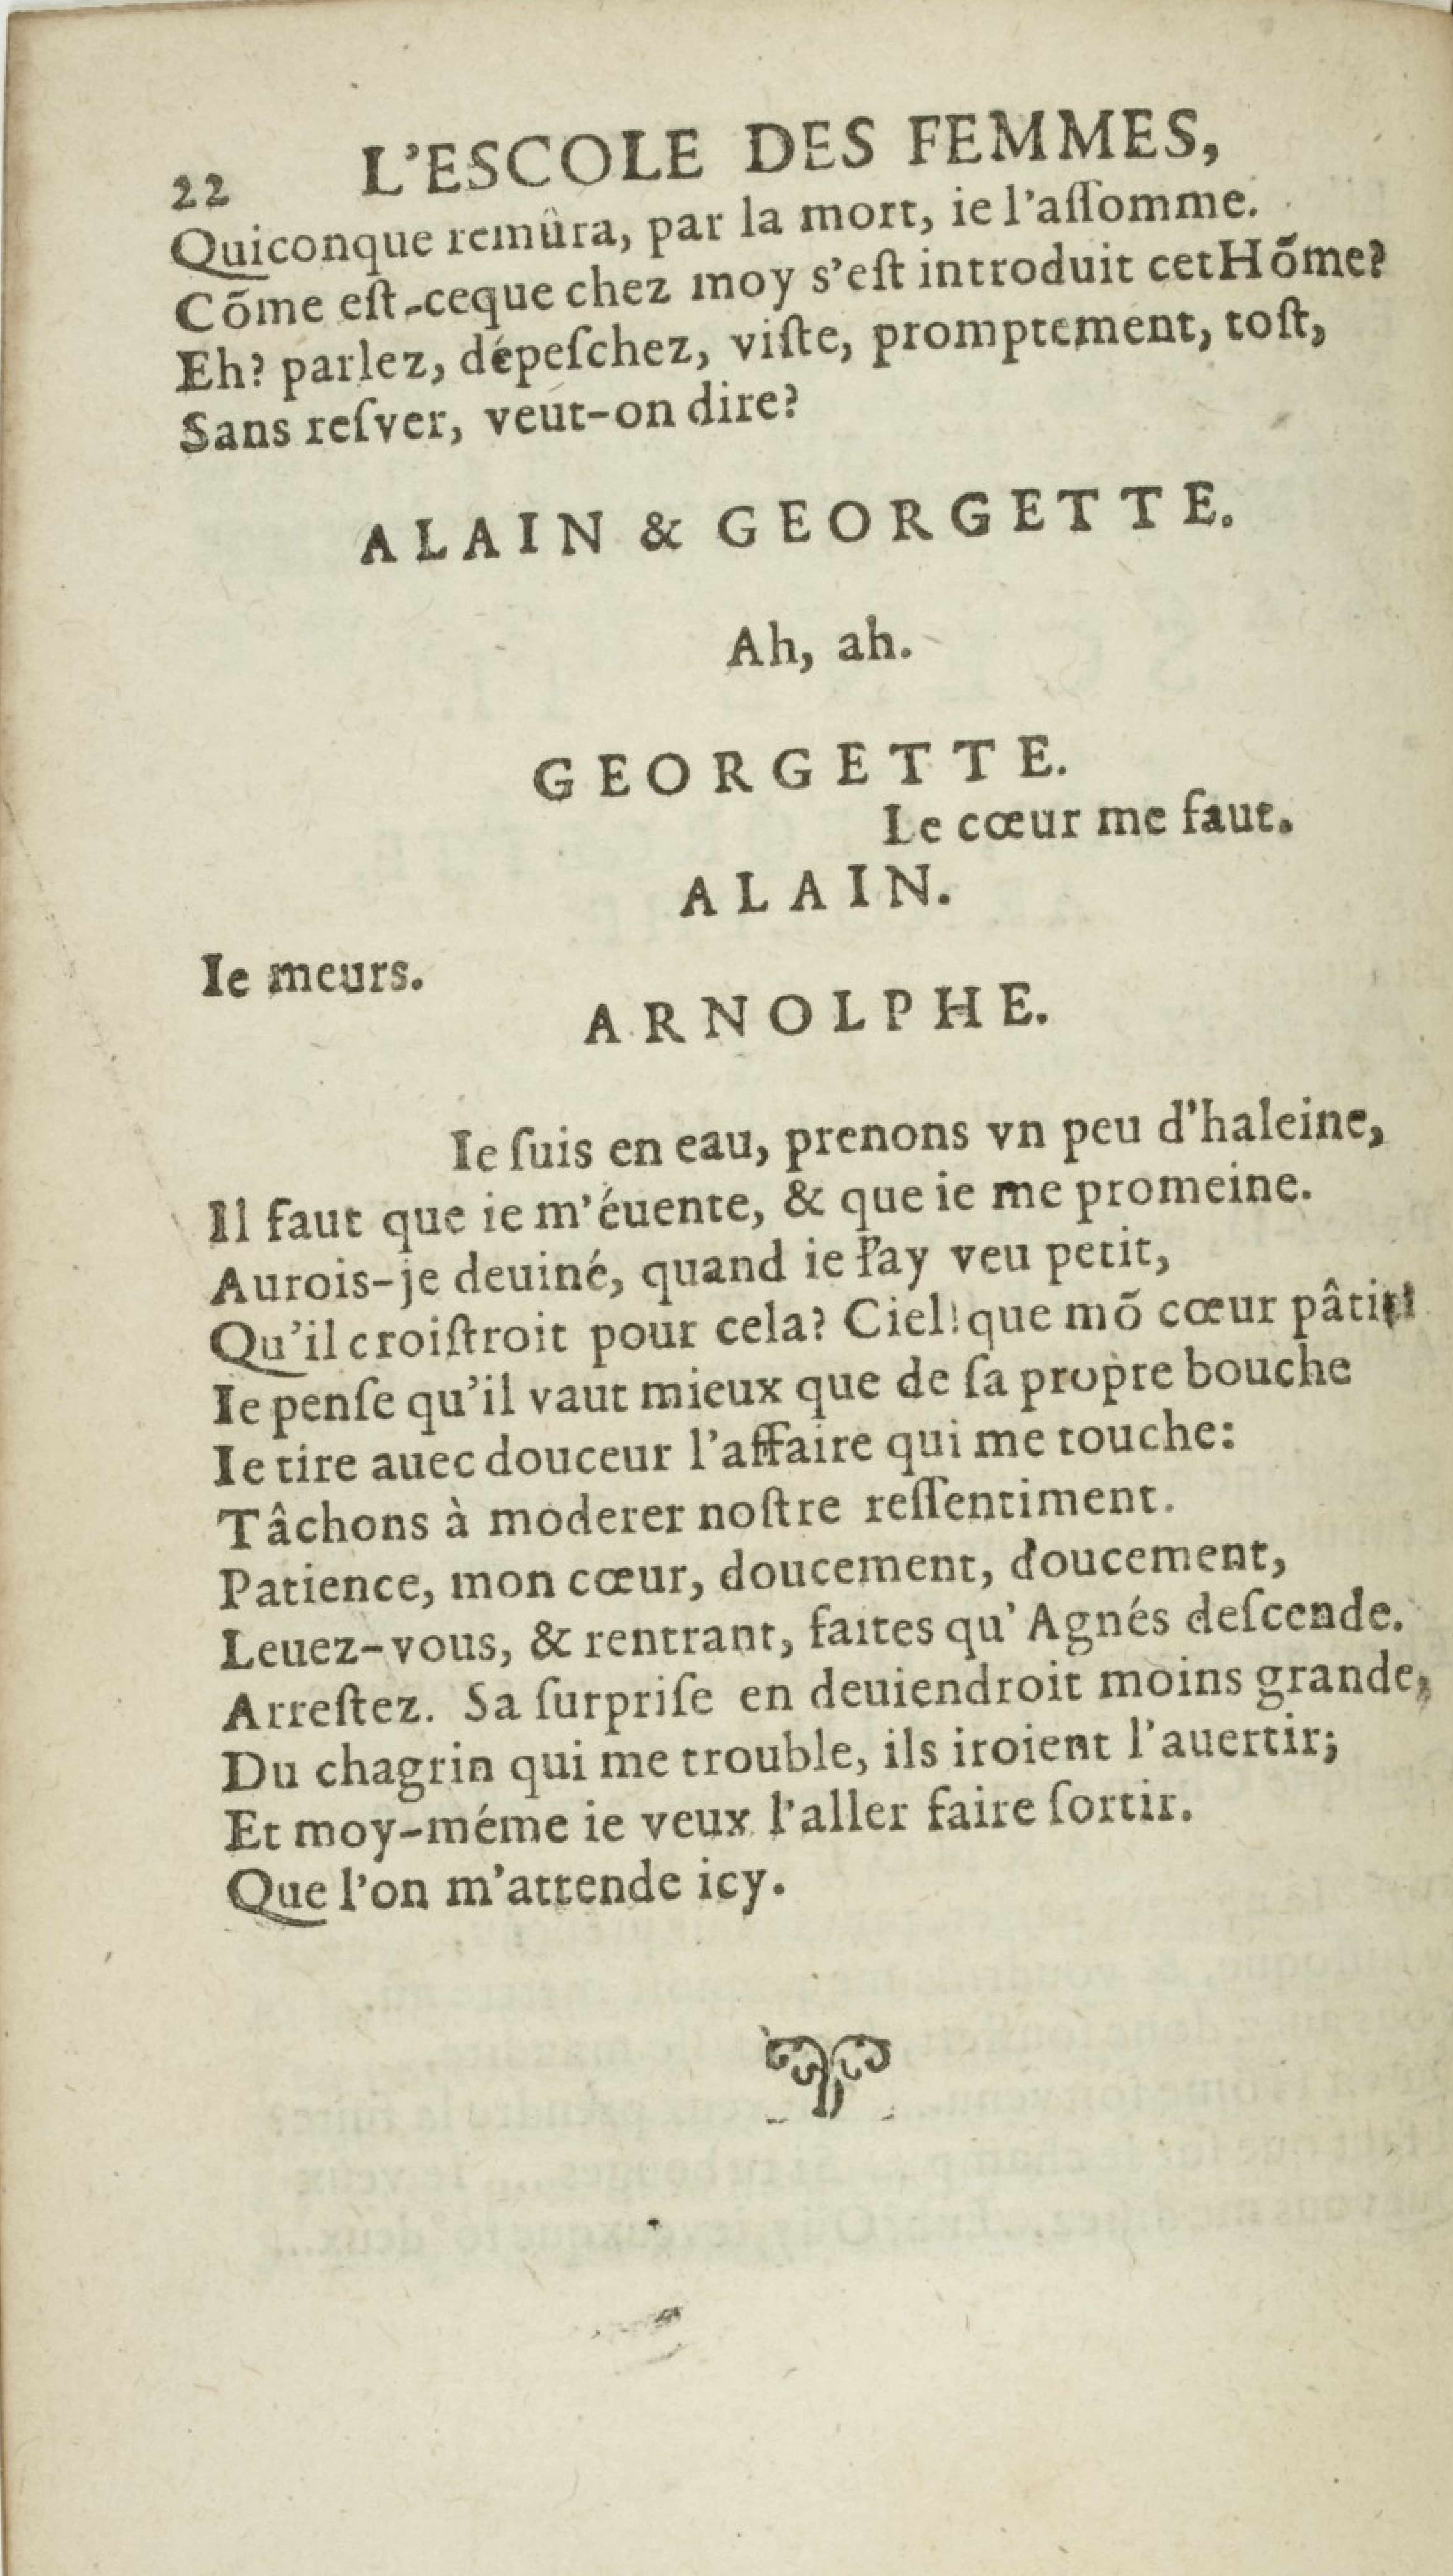 22 L'ESCOLE DES FEMMES,
Quiconque remüra, par la mort, ie l'aſſomme.
Cõme eſt-ceque chez moy s'eſt introduit cet Hõme?
Eh? parlez, dépeſchez, viſte, promptement, toſt,
Sans reſver, veut-on dire?
ALAIN & GEORGETTE.
Ah, ah.
GEORGETTE.
Le cœur me faut.
ALAIN.
Ie meurs.
ARNOLPHE.
Ie ſuis en eau, prenons vn peu d'haleine,
Il faut que ie m'éuente, & que ie me promeine.
Aurois-je deuiné, quand ie l'ay veu petit,
Qu'il croiſtroit pour cela? Ciel! que mõ cœur pâtit!
Ie penſe qu'il vaut mieux que de ſa propre bouche
Ie tire auec douceur l'affaire qui me touche:
Tâchons à moderer noſtre reſſentiment.
Patience, mon cœur, doucement, doucement,
Leuez-vous, & rentrant, faites qu'Agnés deſcende.
Arreſtez. Sa ſurpriſe en deuiendroit moins grande,
Du chagrin qui me trouble, ils iroient l'auertir;
Et moy-méme ie veux l'aller faire ſortir.
Que l'on m'attende icy.